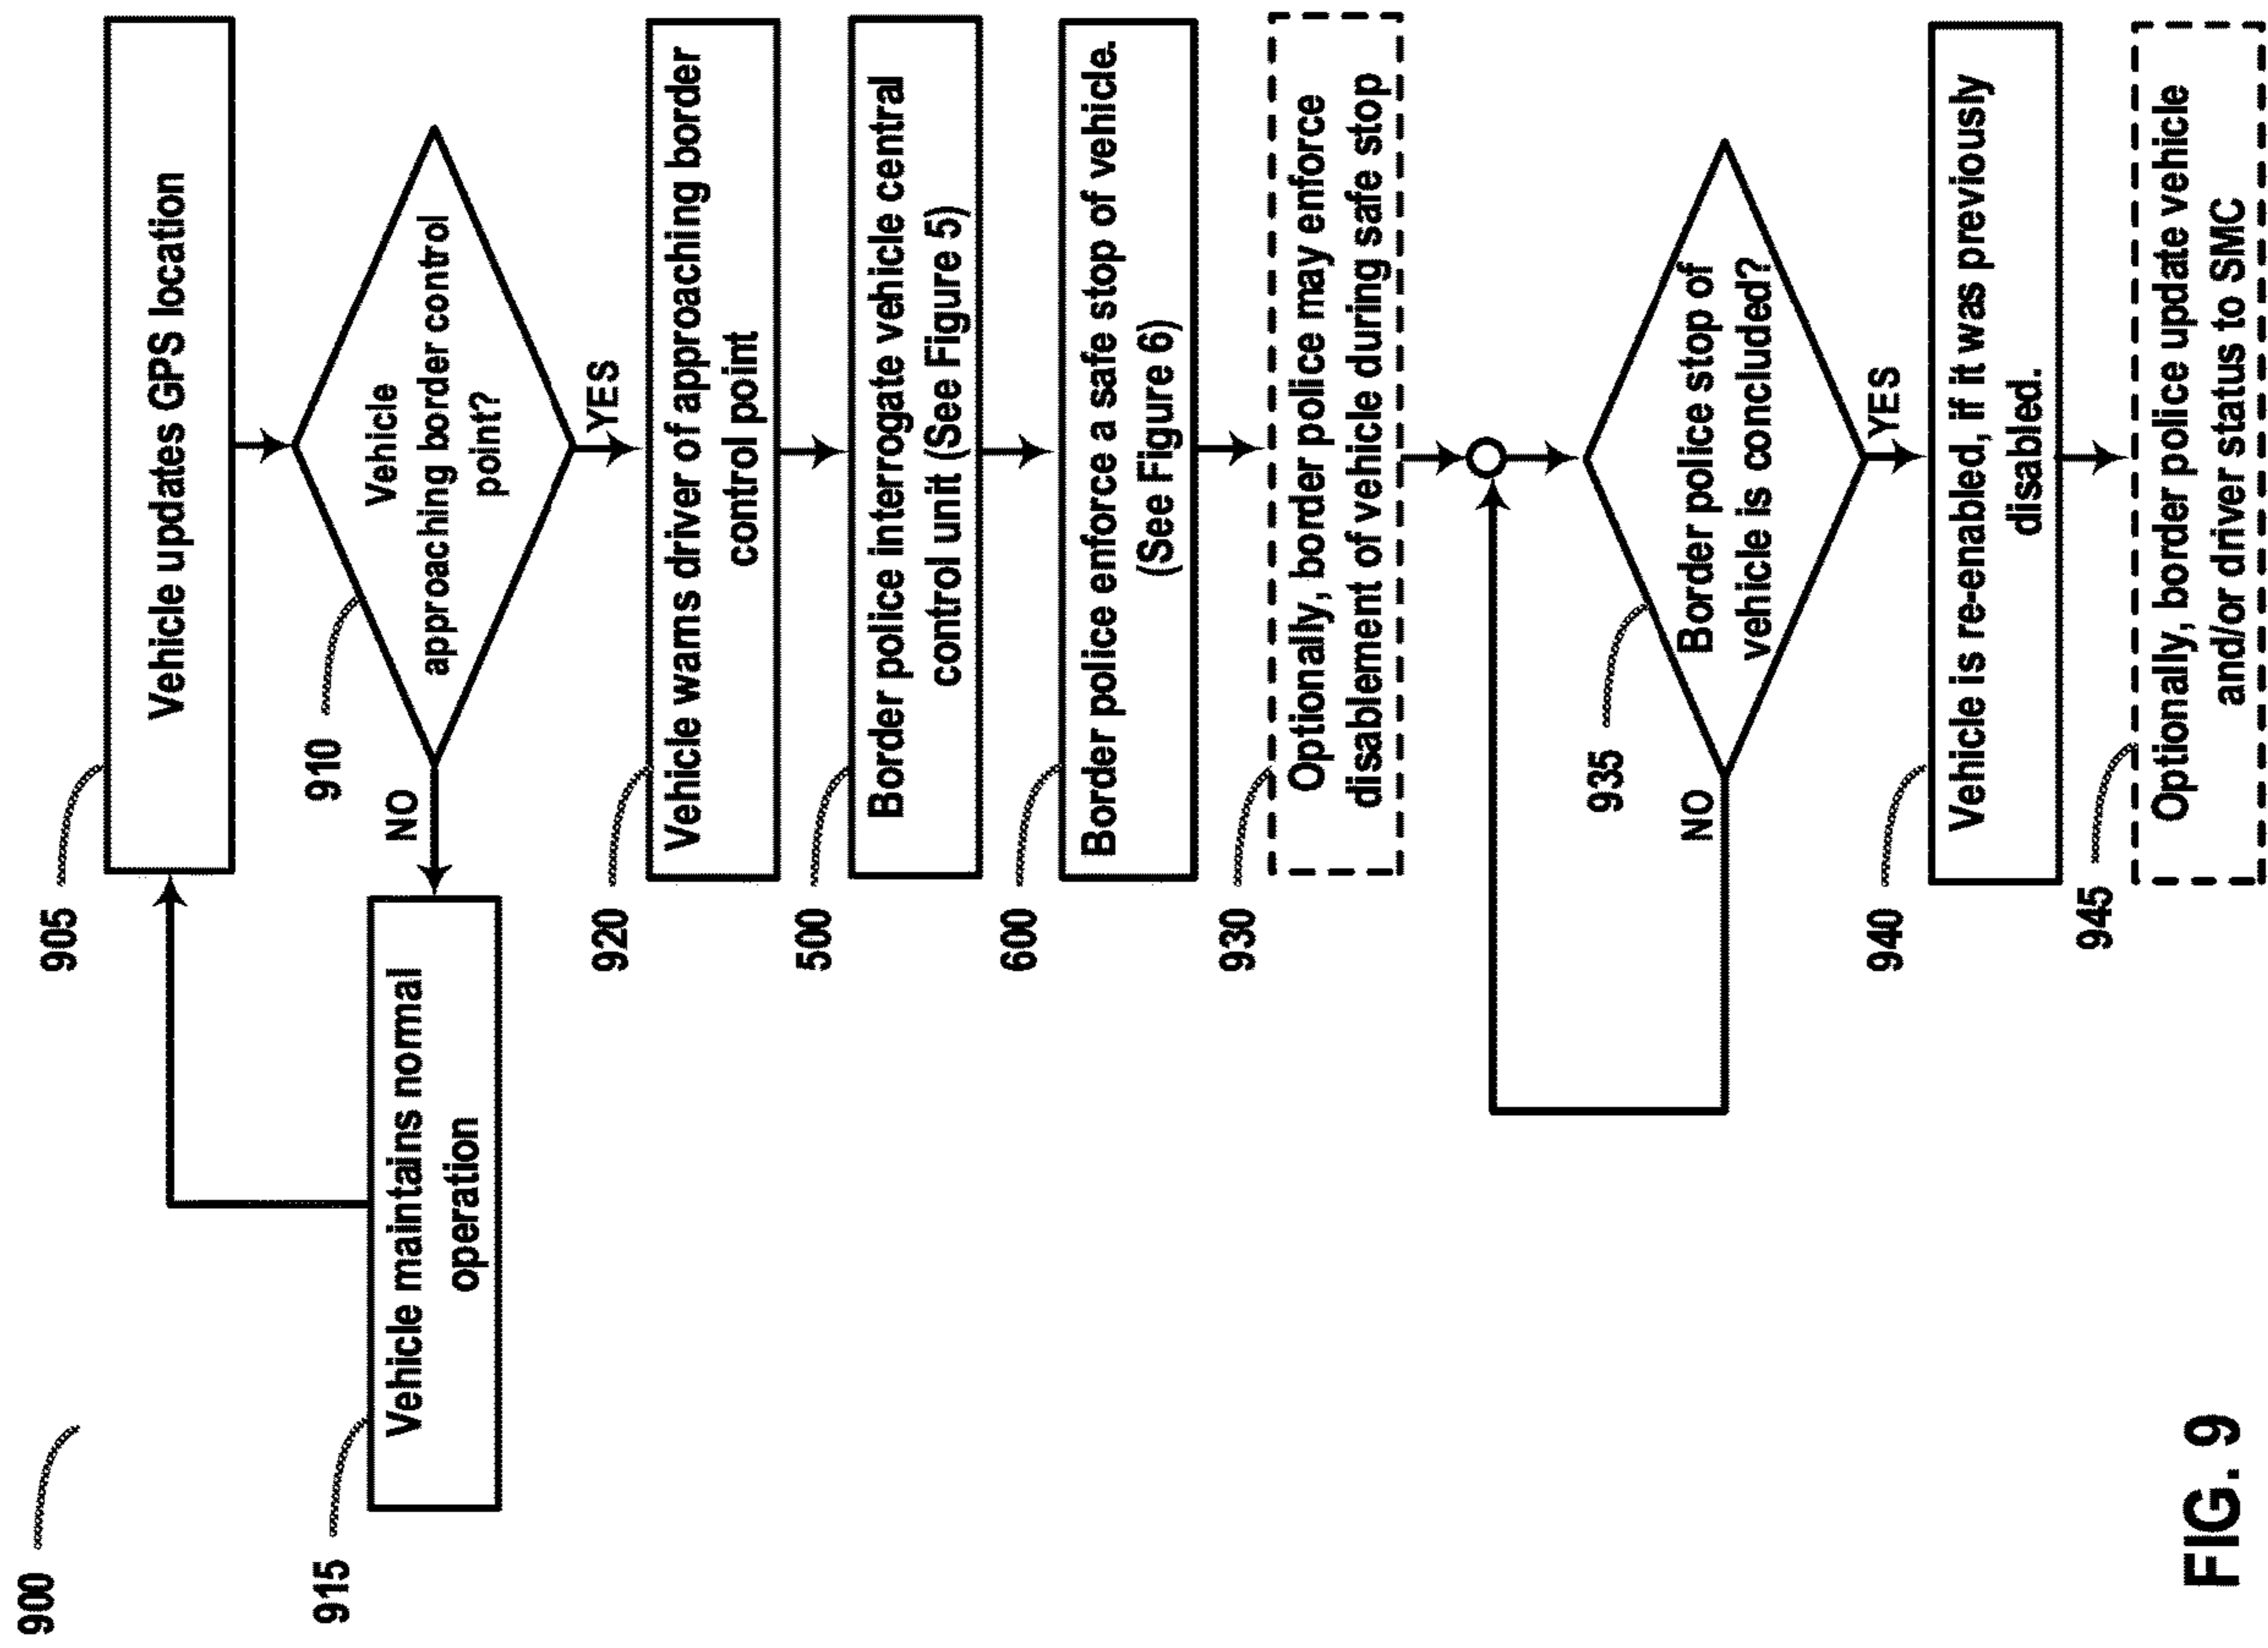 900
905
Vehicle updates GPS location
910
Vehicle
approaching border control
point?
NO
YES
915
Vehicle maintains normal
operation
920
Vehicle warns driver of approaching border
control point
500
Border police interrogate vehicle central
control unit (See Figure 5)
600
Border police enforce a safe stop of vehicle.
(See Figure 6)
930
Optionally, border police may enforce
disablement of vehicle during safe stop
935
Border police stop of
vehicle is concluded?
NO
YES
940
Vehicle is re-enabled, if it was previously
disabled.
945
Optionally, border police update vehicle
and/or driver status to SMC
FIG. 9